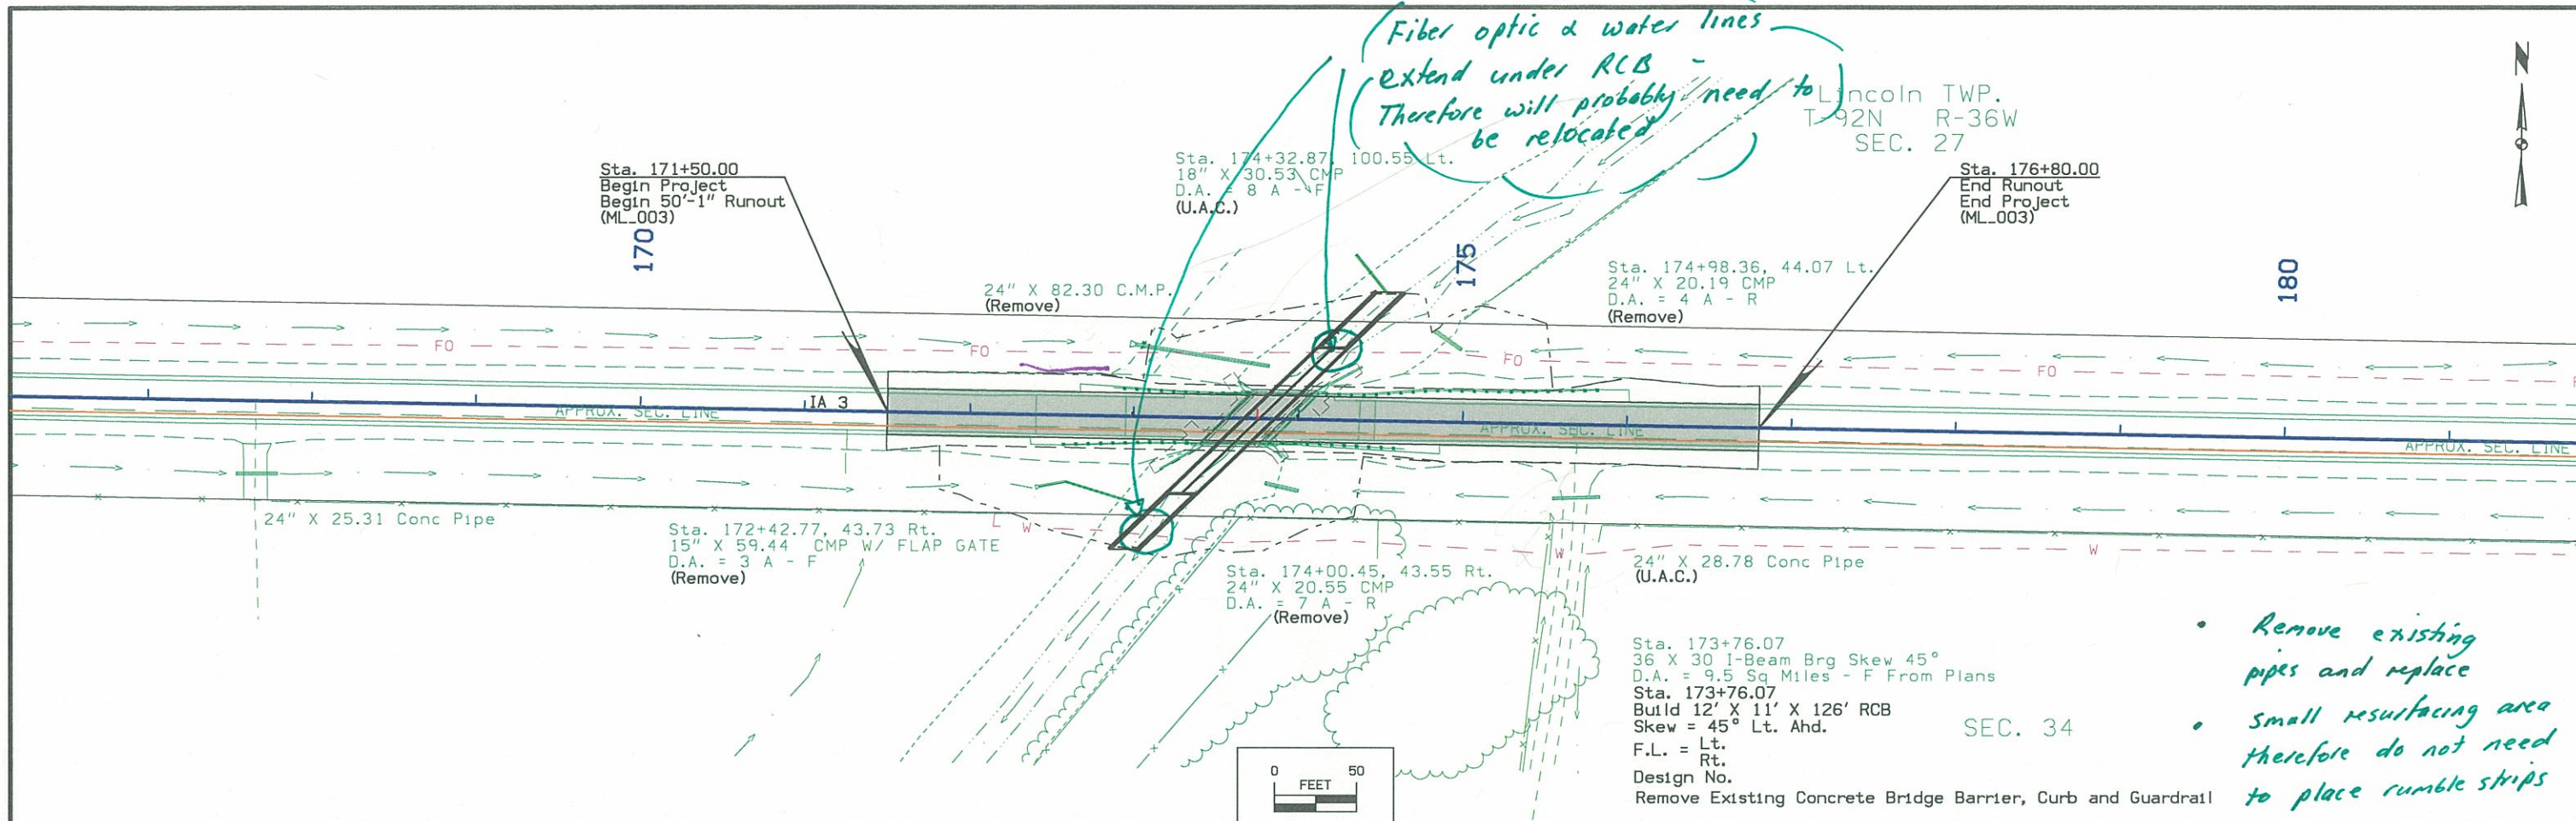 Fiber optic & water lines
extend under RCB -
Therefore will probably need to
be relocated
Lincoln TWP.
T-92N R-36W
SEC. 27
N
Sta. 171+50.00
Begin Project
Begin 50'-1" Runout
(ML_003)
Sta. 174+32.87, 100.55 Lt.
18" X 30.53 CMP
D.A. = 8 A - F
(U.A.C.)
Sta. 176+80.00
End Runout
End Project
(ML_003)
170
175
180
24" X 82.30 C.M.P.
(Remove)
Sta. 174+98.36, 44.07 Lt.
24" X 20.19 CMP
D.A. = 4 A - R
(Remove)
FO
FO
FO
FO
IA 3
APPROX. SEC. LINE
APPROX. SEC. LINE
APPROX. SEC. LINE
24" X 25.31 Conc Pipe
L
W
W
W
Sta. 172+42.77, 43.73 Rt.
15" X 59.44 CMP W/ FLAP GATE
D.A. = 3 A - F
(Remove)
Sta. 174+00.45, 43.55 Rt.
24" X 20.55 CMP
D.A. = 7 A - R
(Remove)
24" X 28.78 Conc Pipe
(U.A.C.)
Sta. 173+76.07
36 X 30 I-Beam Brg Skew 45°
D.A. = 9.5 Sq Miles - F From Plans
Sta. 173+76.07
Build 12' X 11' X 126' RCB
Skew = 45° Lt. Ahd.
F.L. = Lt.
Rt.
Design No.
Remove Existing Concrete Bridge Barrier, Curb and Guardrail
SEC. 34
0 50
FEET
• Remove existing
pipes and replace
• Small resurfacing area
therefore do not need
to place rumble strips